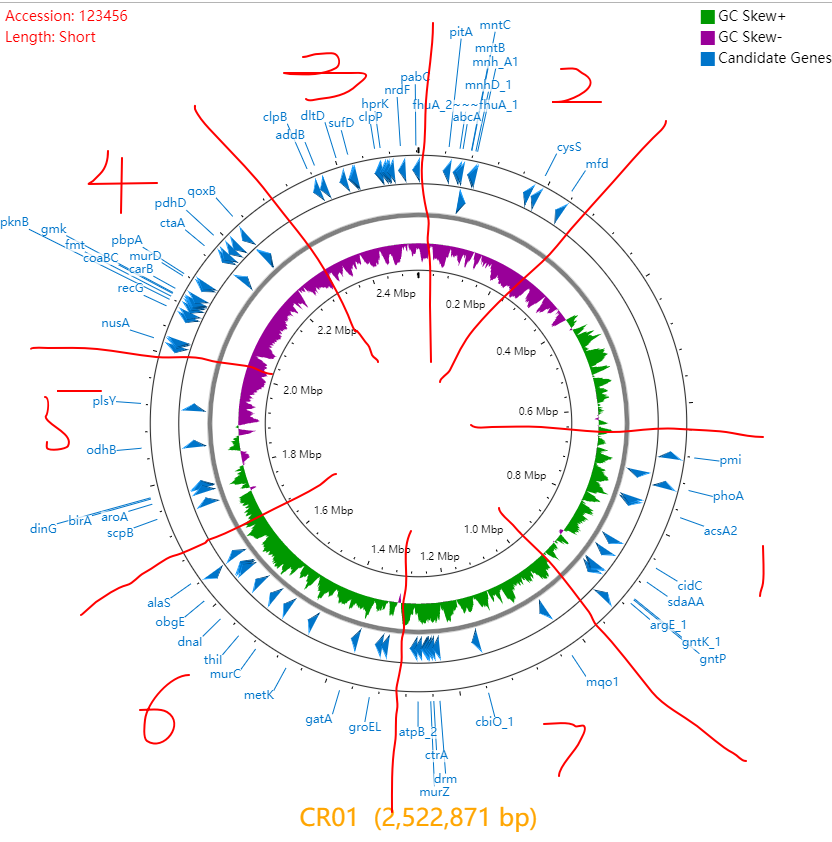 Accession: 123456
Length: Short
GC Skew+
GC Skew-
Candidate Genes
3
2
4
5
1
6
7
mntC
pitA
mntB
mnh_A1
pabC
mnhD_1
nrdF
hprK
fhuA_2~~~fhuA_1
clpP
abcA
dltD
sufD
clpB
addB
cysS
mfd
qoxB
pdhD
ctaA
pknB
gmk
pbpA
fmt
murD
coaBC
carB
recG
nusA
plsY
odhB
dinG
birA
aroA
scpB
alaS
obgE
dnaI
thiI
murC
metK
gatA
groEL
atpB_2
ctrA
drm
murZ
cbiO_1
mqo1
gntP
gntK_1
argE_1
sdaAA
cidC
acsA2
phoA
pmi
0.2 Mbp
0.4 Mbp
0.6 Mbp
0.8 Mbp
1.0 Mbp
1.2 Mbp
1.4 Mbp
1.6 Mbp
1.8 Mbp
2.0 Mbp
2.2 Mbp
2.4 Mbp
CR01 (2,522,871 bp)